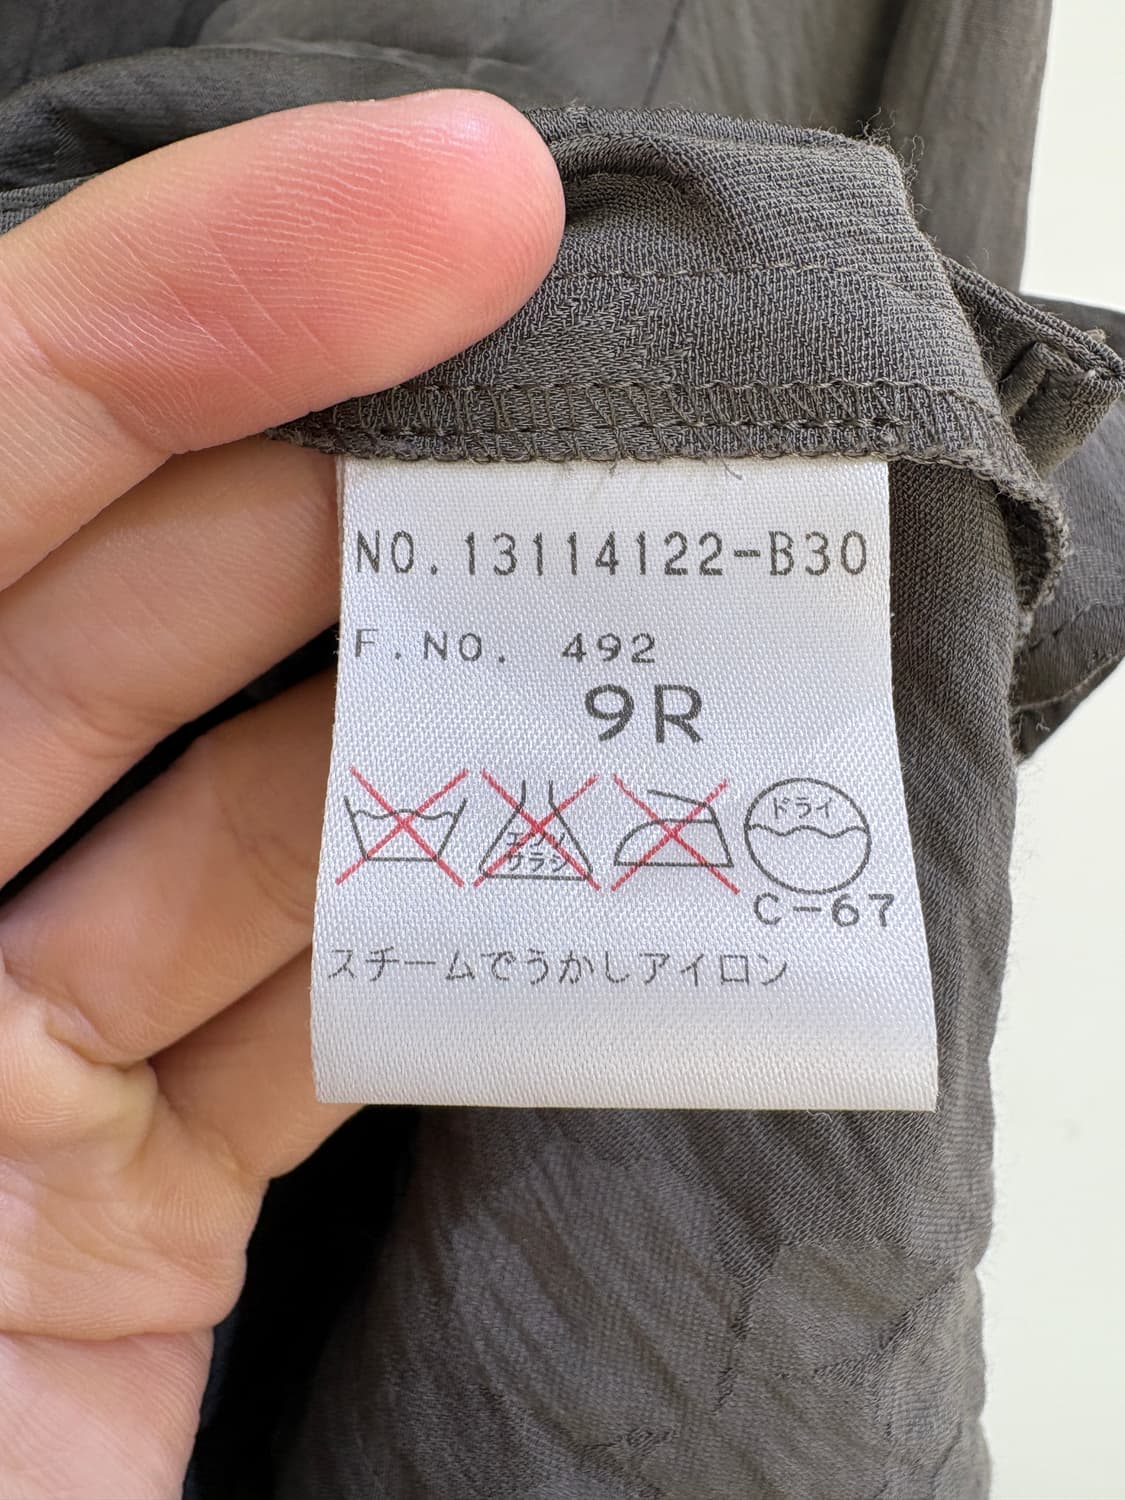 NO.13114122-B30
F.NO. 492
9R
エンソ
サラシ
ドライ
C-67
スチームでうかしアイロン